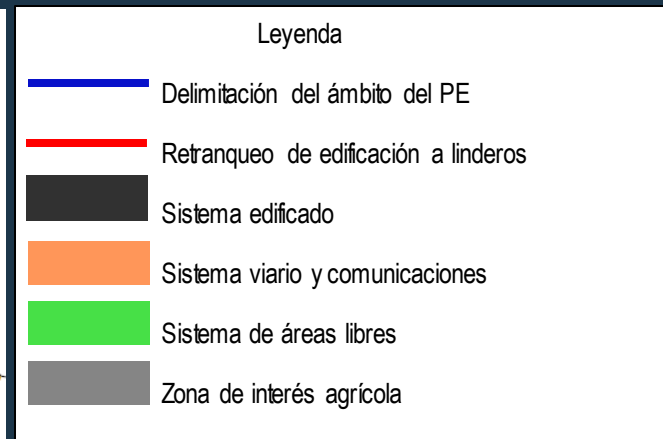 Leyenda
Delimitación del ámbito del PE
Retranqueo de edificación a linderos
Sistema edificado
Sistema viario y comunicaciones
Sistema de áreas libres
Zona de interés agrícola